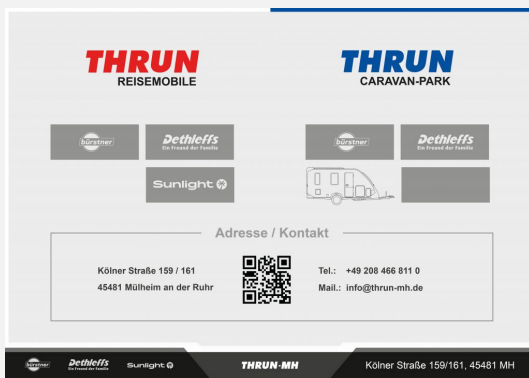 THRUN
REISEMOBILE
THRUN
CARAVAN-PARK
bürstner
Dethleffs
Ein Freund der Familie
bürstner
Dethleffs
Ein Freund der Familie
Sunlight
Adresse / Kontakt
Kölner Straße 159 / 161
45481 Mülheim an der Ruhr
Tel.: +49 208 466 811 0
Mail.: info@thrun-mh.de
bürstner
Dethleffs
Ein Freund der Familie
Sunlight
THRUN-MH
Kölner Straße 159/161, 45481 MH